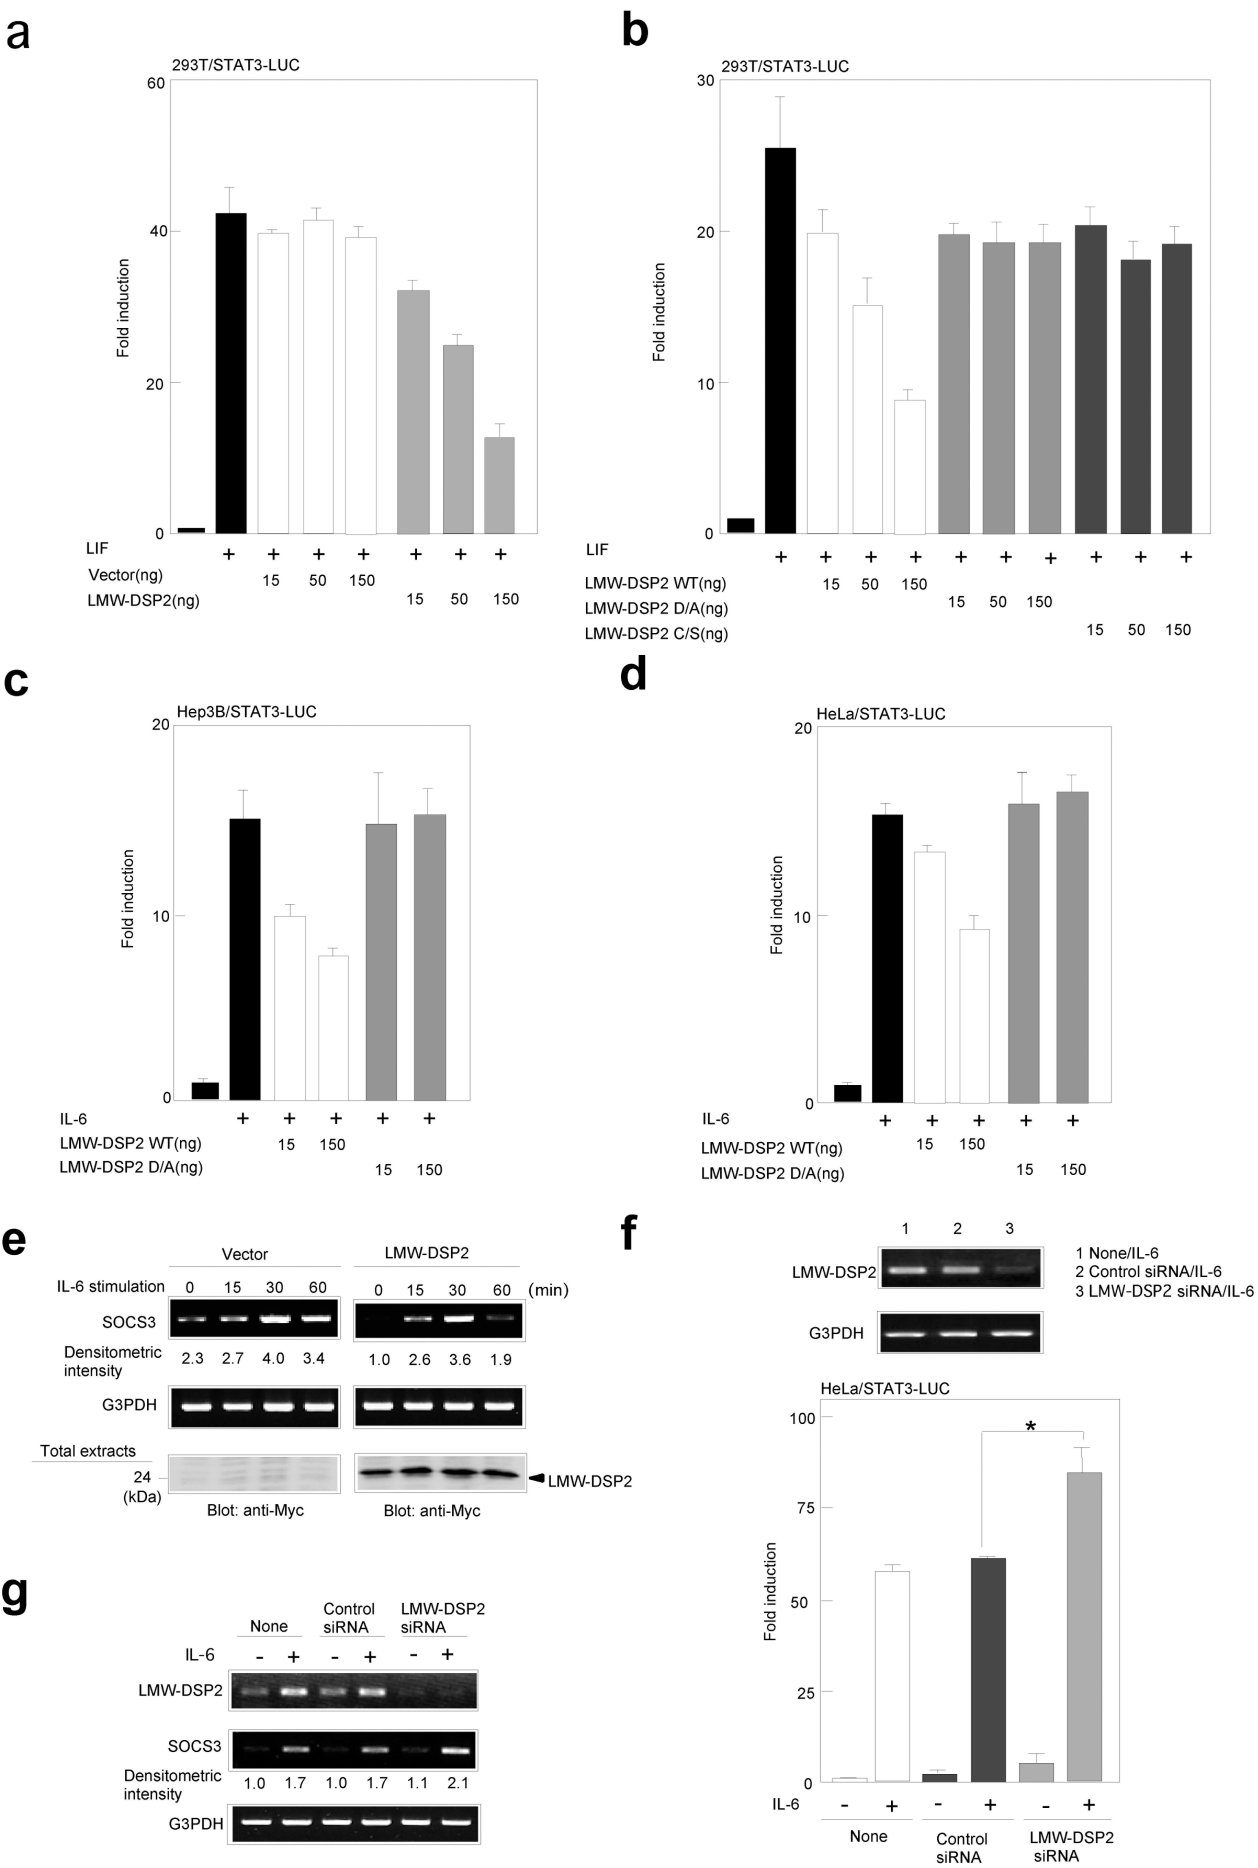 a
293T/STAT3-LUC
60
40
20
0
Fold induction
LIF + + + + + + +
Vector(ng) 15 50 150
LMW-DSP2(ng) 15 50 150
b
293T/STAT3-LUC
30
20
10
0
Fold induction
LIF + + + + + + + + + +
LMW-DSP2 WT(ng) 15 50 150
LMW-DSP2 D/A(ng) 15 50 150
LMW-DSP2 C/S(ng) 15 50 150
c
Hep3B/STAT3-LUC
20
10
0
Fold induction
IL-6 + + + + +
LMW-DSP2 WT(ng) 15 150
LMW-DSP2 D/A(ng) 15 150
d
HeLa/STAT3-LUC
20
10
0
Fold induction
IL-6 + + + + +
LMW-DSP2 WT(ng) 15 150
LMW-DSP2 D/A(ng) 15 150
e
Vector LMW-DSP2
IL-6 stimulation 0 15 30 60 0 15 30 60 (min)
SOCS3
Densitometric
intensity
2.3 2.7 4.0 3.4 1.0 2.6 3.6 1.9
G3PDH
Total extracts
24
(kDa)
LMW-DSP2
Blot: anti-Myc Blot: anti-Myc
f
1 2 3
LMW-DSP2
G3PDH
1 None/IL-6
2 Control siRNA/IL-6
3 LMW-DSP2 siRNA/IL-6
HeLa/STAT3-LUC
100
75
50
25
0
Fold induction
*
IL-6 - + - + - +
None Control
siRNA
LMW-DSP2
siRNA
g
None Control
siRNA
LMW-DSP2
siRNA
IL-6 - + - + - +
LMW-DSP2
SOCS3
Densitometric
intensity
1.0 1.7 1.0 1.7 1.1 2.1
G3PDH